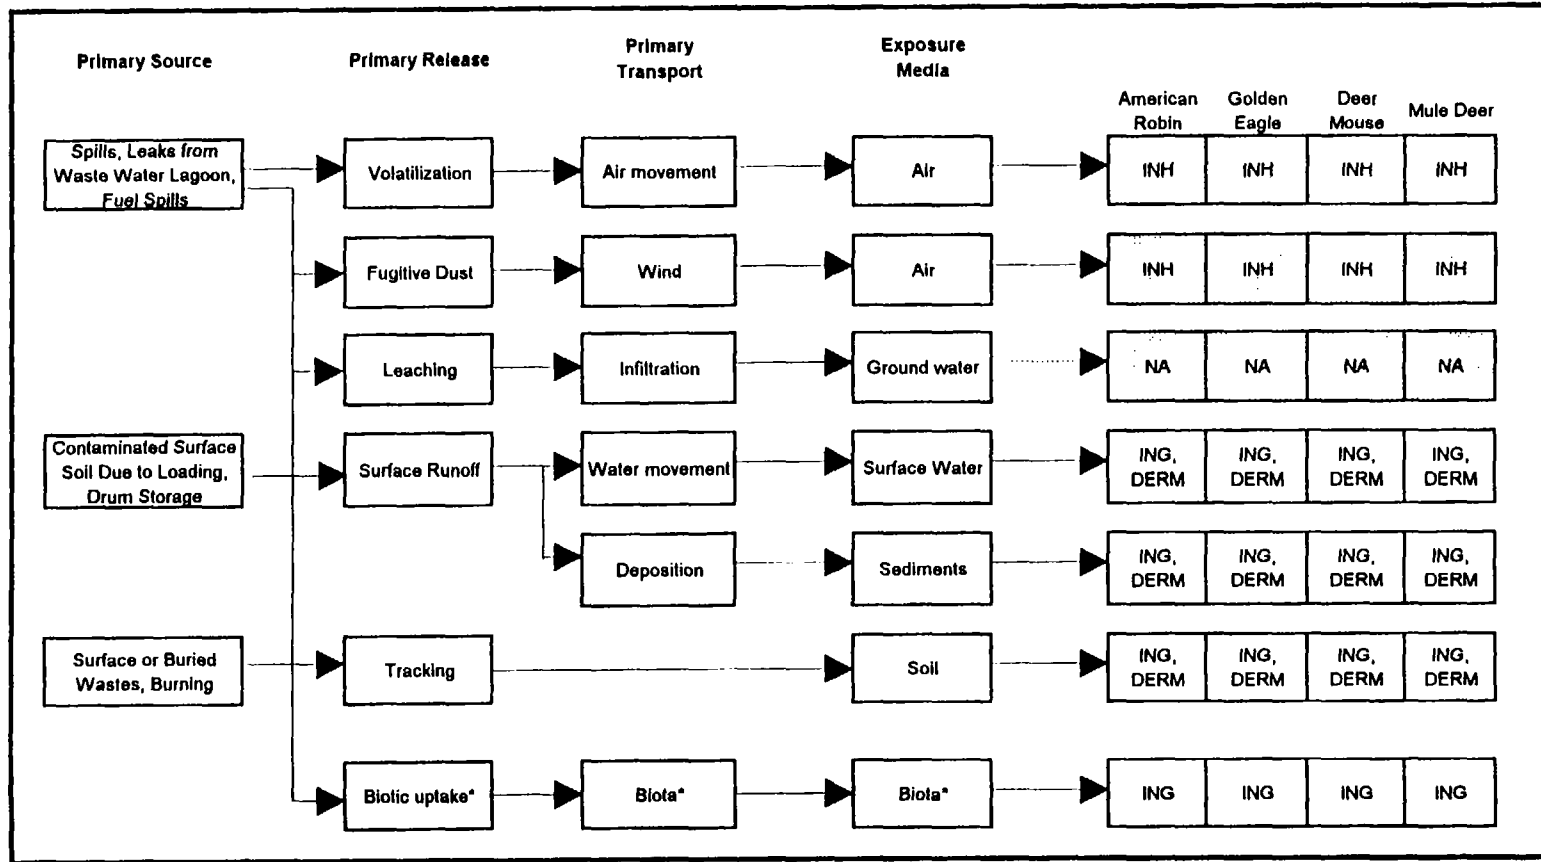 Primary Source
Primary Release
Primary
Transport
Exposure
Media
American
Robin
Golden
Eagle
Deer
Mouse
Mule Deer
Spills, Leaks from
Waste Water Lagoon,
Fuel Spills
Volatilization
Air movement
Air
INH
INH
INH
INH
Fugitive Dust
Wind
Air
INH
INH
INH
INH
Leaching
Infiltration
Ground water
NA
NA
NA
NA
Contaminated Surface
Soil Due to Loading,
Drum Storage
Surface Runoff
Water movement
Surface Water
ING,
DERM
ING,
DERM
ING,
DERM
ING,
DERM
Deposition
Sediments
ING,
DERM
ING,
DERM
ING,
DERM
ING,
DERM
Surface or Buried
Wastes, Burning
Tracking
Soil
ING,
DERM
ING,
DERM
ING,
DERM
ING,
DERM
Biotic uptake*
Biota*
Biota*
ING
ING
ING
ING